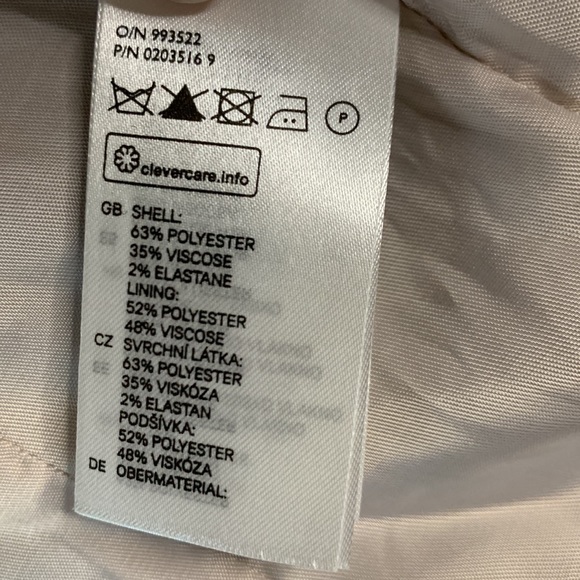 O/N 993522
P/N 0203516 9
P
clevercare.info
GB SHELL:
63% POLYESTER
35% VISCOSE
2% ELASTANE
LINING:
52% POLYESTER
48% VISCOSE
CZ SVRCHNÍ LÁTKA:
63% POLYESTER
35% VISKÓZA
2% ELASTAN
PODŠÍVKA:
52% POLYESTER
48% VISKÓZA
DE OBERMATERIAL: